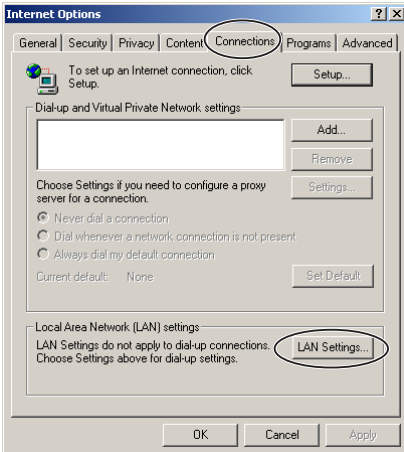 Internet Options
General Security Privacy Content Connections Programs Advanced
To set up an Internet connection, click
Setup.
Setup...
Dial-up and Virtual Private Network settings
Add...
Remove
Choose Settings if you need to configure a proxy
server for a connection.
Settings...
Never dial a connection
Dial whenever a network connection is not present
Always dial my default connection
Current default: None
Set Default
Local Area Network (LAN) settings
LAN Settings do not apply to dial-up connections.
Choose Settings above for dial-up settings.
LAN Settings...
OK Cancel Apply